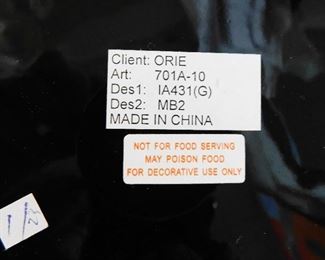 Client: ORIE
Art: 701A-10
Des1: IA431(G)
Des2: MB2
MADE IN CHINA
NOT FOR FOOD SERVING
MAY POISON FOOD
FOR DECORATIVE USE ONLY